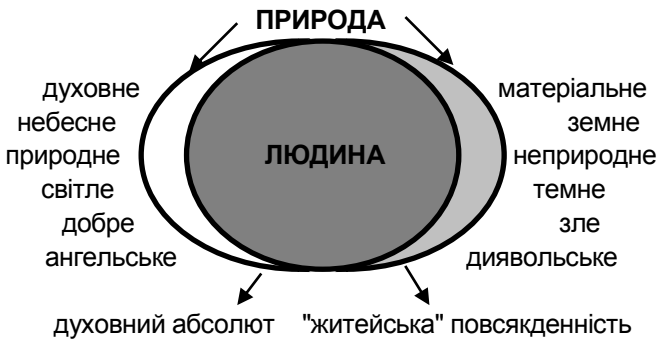 ПРИРОДА
духовне
небесне
природне
світле
добре
ангельське
ЛЮДИНА
матеріальне
земне
неприродне
темне
зле
диявольське
духовний абсолют
"житейська" повсякденність